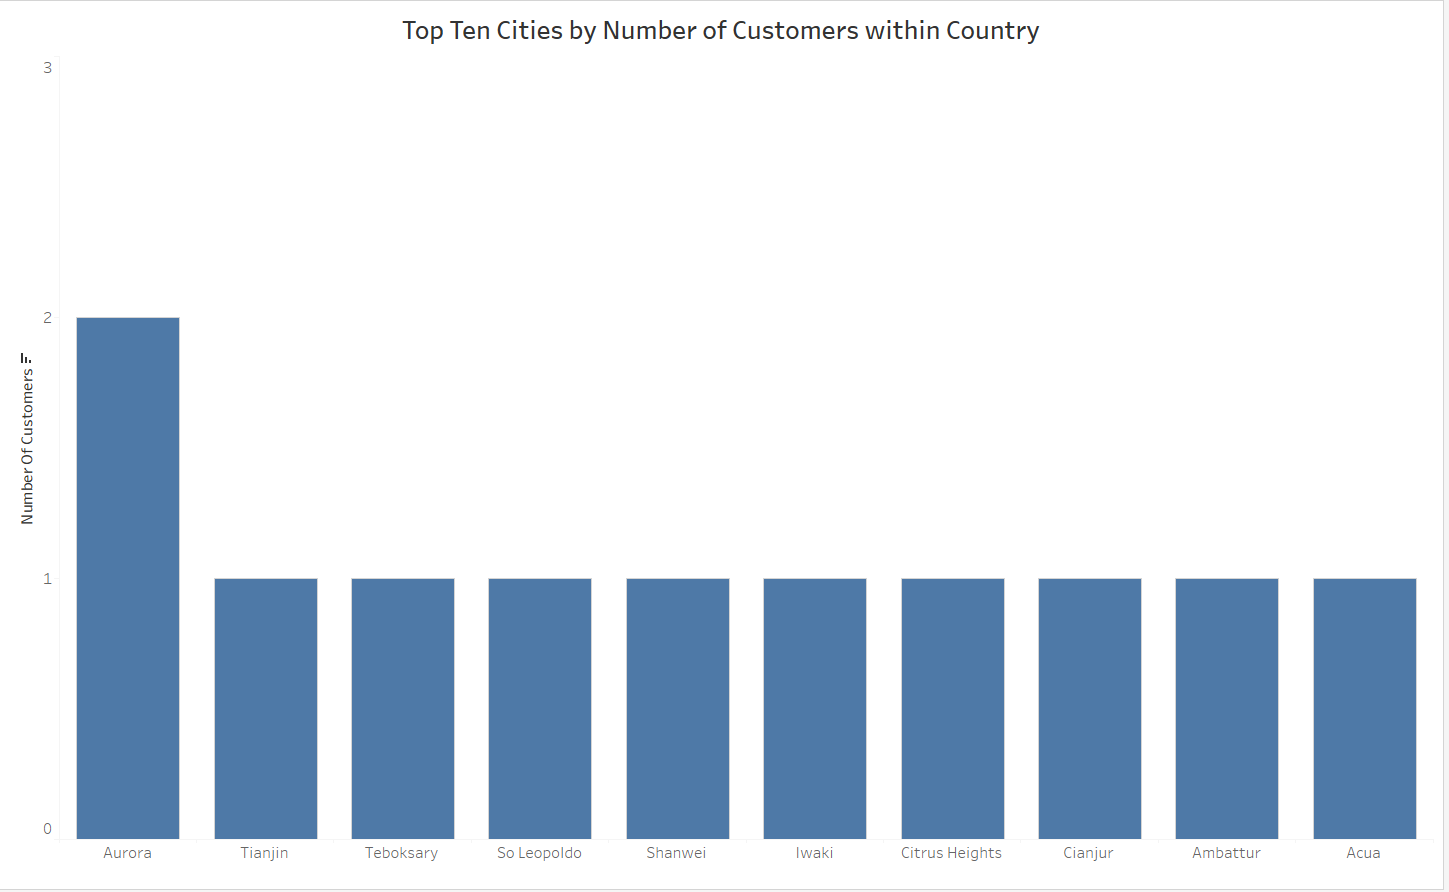 Top Ten Cities by Number of Customers within Country
3
2
1
0
Number Of Customers
Aurora
Tianjin
Teboksary
So Leopoldo
Shanwei
Iwaki
Citrus Heights
Cianjur
Ambattur
Acua